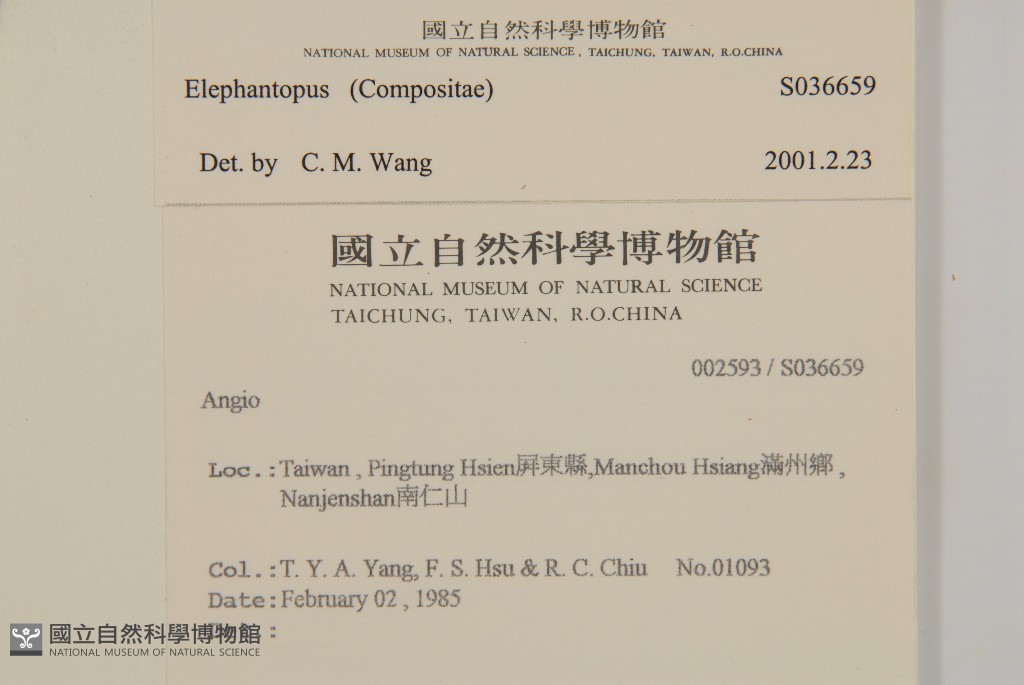 國立自然科學博物館
NATIONAL MUSEUM OF NATURAL SCIENCE, TAICHUNG, TAIWAN, R.O.CHINA
Elephantopus (Compositae) S036659
Det. by C. M. Wang 2001.2.23
國立自然科學博物館
NATIONAL MUSEUM OF NATURAL SCIENCE
TAICHUNG, TAIWAN, R.O.CHINA
002593 / S036659
Angio
Loc.:Taiwan , Pingtung Hsien屏東縣,Manchou Hsiang滿州鄉 ,
Nanjenshan南仁山
Col.:T. Y. A. Yang, F. S. Hsu & R. C. Chiu No.01093
Date:February 02 , 1985
國立自然科學博物館
NATIONAL MUSEUM OF NATURAL SCIENCE